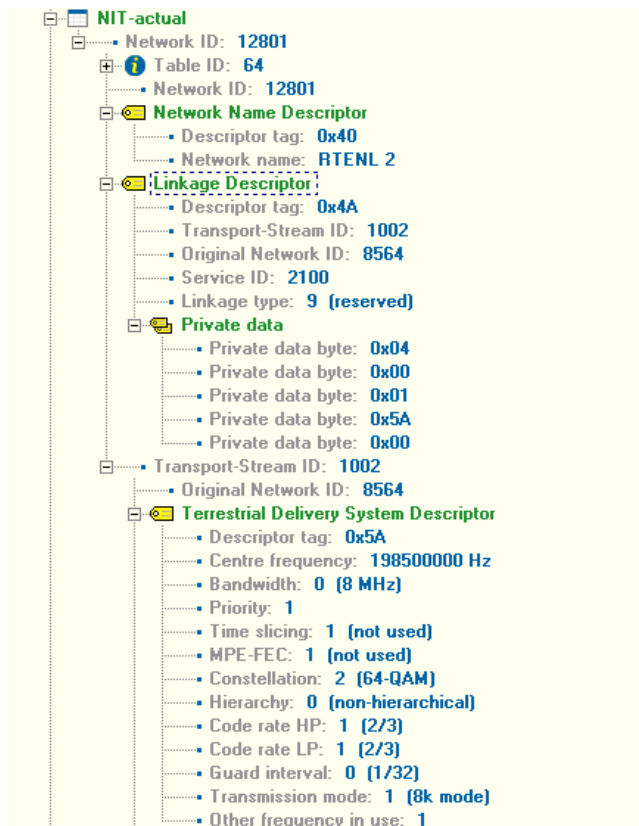 NIT-actual
Network ID: 12801
Table ID: 64
Network ID: 12801
Network Name Descriptor
Descriptor tag: 0x40
Network name: RTENL 2
Linkage Descriptor
Descriptor tag: 0x4A
Transport-Stream ID: 1002
Original Network ID: 8564
Service ID: 2100
Linkage type: 9 (reserved)
Private data
Private data byte: 0x04
Private data byte: 0x00
Private data byte: 0x01
Private data byte: 0x5A
Private data byte: 0x00
Transport-Stream ID: 1002
Original Network ID: 8564
Terrestrial Delivery System Descriptor
Descriptor tag: 0x5A
Centre frequency: 198500000 Hz
Bandwidth: 0 (8 MHz)
Priority: 1
Time slicing: 1 (not used)
MPE-FEC: 1 (not used)
Constellation: 2 (64-QAM)
Hierarchy: 0 (non-hierarchical)
Code rate HP: 1 (2/3)
Code rate LP: 1 (2/3)
Guard interval: 0 (1/32)
Transmission mode: 1 (8k mode)
Other frequency in use: 1